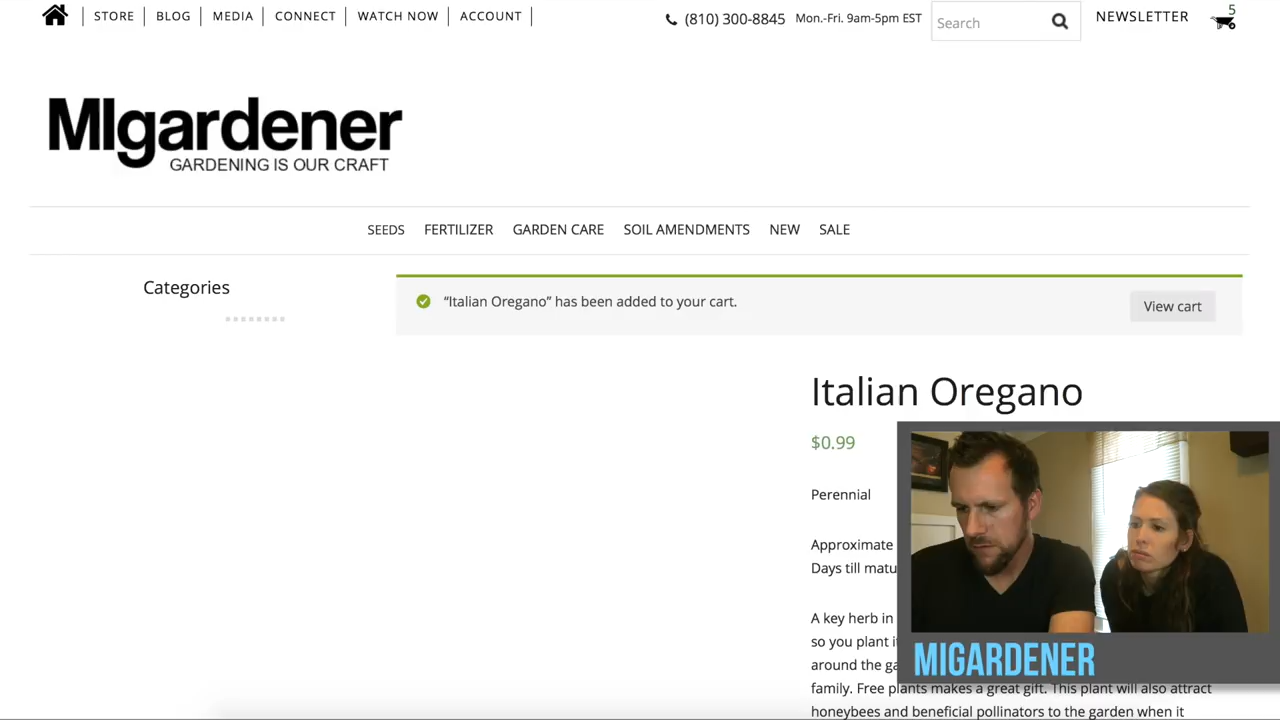 STORE BLOG MEDIA CONNECT WATCH NOW ACCOUNT (810) 300-8845 Mon.-Fri. 9am-5pm EST Search NEWSLETTER 5
MIgardener
GARDENING IS OUR CRAFT
SEEDS FERTILIZER GARDEN CARE SOIL AMENDMENTS NEW SALE
Categories
“Italian Oregano” has been added to your cart. View cart
Italian Oregano
$0.99
Perennial
Approximate
Days till matu
A key herb in
so you plant i
around the ga
family. Free plants makes a great gift. This plant will also attract
honeybees and beneficial pollinators to the garden when it
MIGARDENER